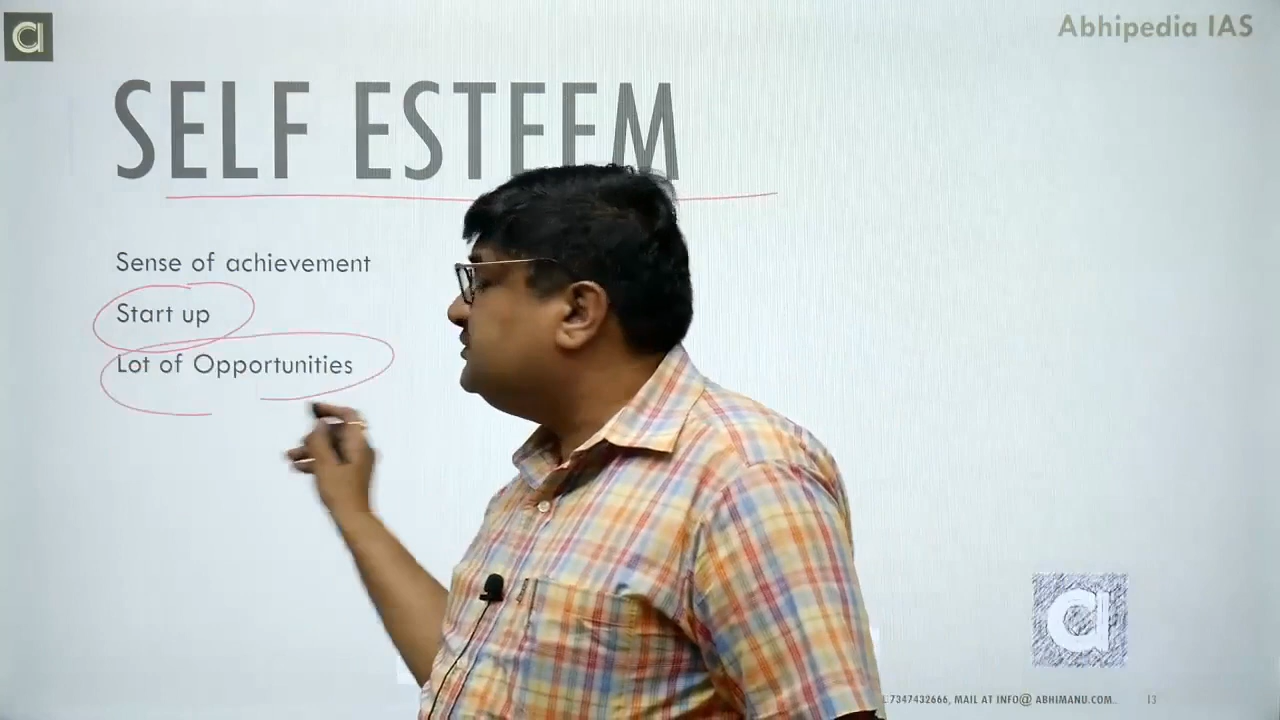 Abhipedia IAS
SELF ESTEEM
Sense of achievement
Start up
Lot of Opportunities
7347432666, MAIL AT INFO@ ABHIMANU.COM.
13